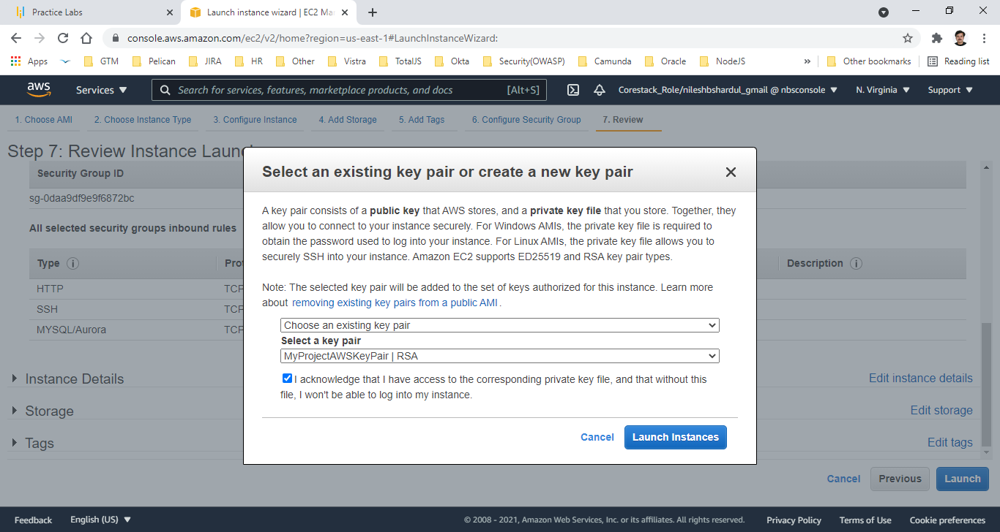 Practice Labs
Launch instance wizard | EC2 Ma
console.aws.amazon.com/ec2/v2/home?region=us-east-1#LaunchInstanceWizard:
Apps GTM Pelican JIRA HR Other Vistra TotalJS Okta Security(OWASP) Camunda Oracle NodeJS » Other bookmarks Reading list
aws Services Search for services, features, marketplace products, and docs [Alt+S] Corestack_Role/nileshbshardul_gmail @ nbsconsole N. Virginia Support
1. Choose AMI 2. Choose Instance Type 3. Configure Instance 4. Add Storage 5. Add Tags 6. Configure Security Group 7. Review
Step 7: Review Instance Laun
Security Group ID
sg-0daa9df9e9f6872bc
All selected security groups inbound rules
Type Pro Description
HTTP TCP
SSH TCP
MYSQL/Aurora TCP
Instance Details Edit instance details
Storage Edit storage
Tags Edit tags
Select an existing key pair or create a new key pair
A key pair consists of a public key that AWS stores, and a private key file that you store. Together, they
allow you to connect to your instance securely. For Windows AMIs, the private key file is required to
obtain the password used to log into your instance. For Linux AMIs, the private key file allows you to
securely SSH into your instance. Amazon EC2 supports ED25519 and RSA key pair types.
Note: The selected key pair will be added to the set of keys authorized for this instance. Learn more
about removing existing key pairs from a public AMI .
Choose an existing key pair
Select a key pair
MyProjectAWSKeyPair | RSA
I acknowledge that I have access to the corresponding private key file, and that without this
file, I won't be able to log into my instance.
Cancel Launch Instances
Cancel Previous Launch
Feedback English (US) © 2008 - 2021, Amazon Web Services, Inc. or its affiliates. All rights reserved. Privacy Policy Terms of Use Cookie preferences